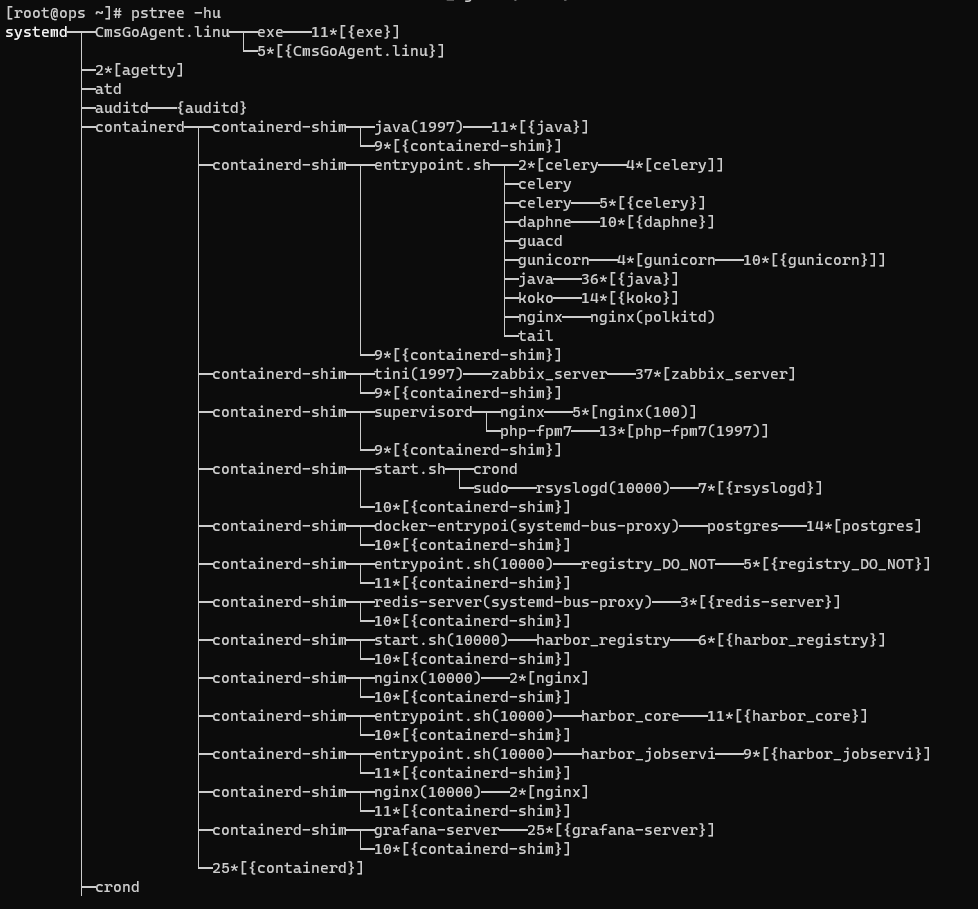 [root@ops ~]# pstree -hu
systemd─┬─CmsGoAgent.linu─┬─exe───11*[{exe}]
        │                 └─5*[{CmsGoAgent.linu}]
        ├─2*[agetty]
        ├─atd
        ├─auditd───{auditd}
        ├─containerd─┬─containerd-shim─┬─java(1997)───11*[{java}]
        │            │                 └─9*[{containerd-shim}]
        │            ├─containerd-shim─┬─entrypoint.sh─┬─2*[celery───4*[celery]]
        │            │                 │               ├─celery
        │            │                 │               ├─celery───5*[{celery}]
        │            │                 │               ├─daphne───10*[{daphne}]
        │            │                 │               ├─guacd
        │            │                 │               ├─gunicorn───4*[gunicorn───10*[{gunicorn}]]
        │            │                 │               ├─java───36*[{java}]
        │            │                 │               ├─koko───14*[{koko}]
        │            │                 │               ├─nginx───nginx(polkitd)
        │            │                 │               └─tail
        │            │                 └─9*[{containerd-shim}]
        │            ├─containerd-shim─┬─tini(1997)───zabbix_server───37*[zabbix_server]
        │            │                 └─9*[{containerd-shim}]
        │            ├─containerd-shim─┬─supervisord─┬─nginx───5*[nginx(100)]
        │            │                 │             └─php-fpm7───13*[php-fpm7(1997)]
        │            │                 └─9*[{containerd-shim}]
        │            ├─containerd-shim─┬─start.sh─┬─crond
        │            │                 │          └─sudo───rsyslogd(10000)───7*[{rsyslogd}]
        │            │                 └─10*[{containerd-shim}]
        │            ├─containerd-shim─┬─docker-entrypoi(systemd-bus-proxy)───postgres───14*[postgres]
        │            │                 └─10*[{containerd-shim}]
        │            ├─containerd-shim─┬─entrypoint.sh(10000)───registry_DO_NOT───5*[{registry_DO_NOT}]
        │            │                 └─11*[{containerd-shim}]
        │            ├─containerd-shim─┬─redis-server(systemd-bus-proxy)───3*[{redis-server}]
        │            │                 └─10*[{containerd-shim}]
        │            ├─containerd-shim─┬─start.sh(10000)───harbor_registry───6*[{harbor_registry}]
        │            │                 └─10*[{containerd-shim}]
        │            ├─containerd-shim─┬─nginx(10000)───2*[nginx]
        │            │                 └─10*[{containerd-shim}]
        │            ├─containerd-shim─┬─entrypoint.sh(10000)───harbor_core───11*[{harbor_core}]
        │            │                 └─10*[{containerd-shim}]
        │            ├─containerd-shim─┬─entrypoint.sh(10000)───harbor_jobservi───9*[{harbor_jobservi}]
        │            │                 └─11*[{containerd-shim}]
        │            ├─containerd-shim─┬─nginx(10000)───2*[nginx]
        │            │                 └─11*[{containerd-shim}]
        │            ├─containerd-shim─┬─grafana-server───25*[{grafana-server}]
        │            │                 └─10*[{containerd-shim}]
        │            └─25*[{containerd}]
        ├─crond